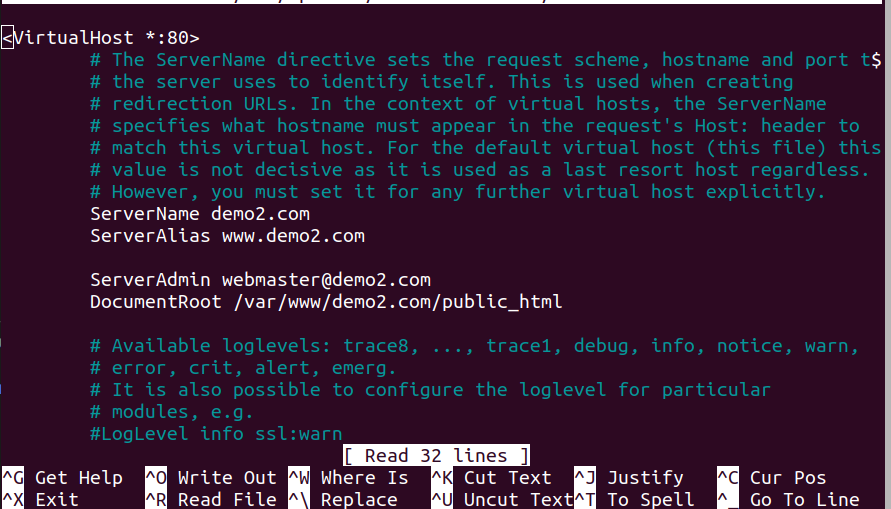 <VirtualHost *:80>
# The ServerName directive sets the request scheme, hostname and port t$
# the server uses to identify itself. This is used when creating
# redirection URLs. In the context of virtual hosts, the ServerName
# specifies what hostname must appear in the request's Host: header to
# match this virtual host. For the default virtual host (this file) this
# value is not decisive as it is used as a last resort host regardless.
# However, you must set it for any further virtual host explicitly.
ServerName demo2.com
ServerAlias www.demo2.com
ServerAdmin webmaster@demo2.com
DocumentRoot /var/www/demo2.com/public_html
# Available loglevels: trace8, ..., trace1, debug, info, notice, warn,
# error, crit, alert, emerg.
# It is also possible to configure the loglevel for particular
# modules, e.g.
#LogLevel info ssl:warn
[ Read 32 lines ]
^G Get Help ^O Write Out ^W Where Is ^K Cut Text ^J Justify ^C Cur Pos
^X Exit ^R Read File ^\ Replace ^U Uncut Text ^T To Spell ^_ Go To Line